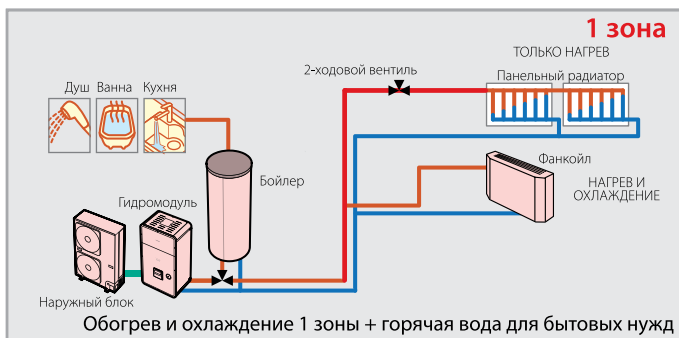 1 зона
ТОЛЬКО НАГРЕВ
2-ходовой вентиль
Панельный радиатор
Душ Ванна Кухня
Бойлер
Фанкойл
НАГРЕВ И
ОХЛАЖДЕНИЕ
Гидромодуль
Наружный блок
Обогрев и охлаждение 1 зоны + горячая вода для бытовых нужд